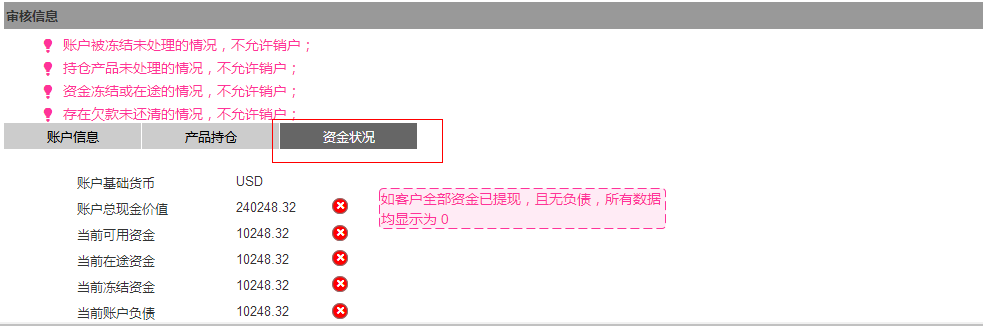 审核信息
账户被冻结未处理的情况，不允许销户；
持仓产品未处理的情况，不允许销户；
资金冻结或在途的情况，不允许销户；
存在欠款未还清的情况，不允许销户；
账户信息 产品持仓 资金状况
账户基础货币 USD
账户总现金价值 240248.32
如客户全部资金已提现，且无负债，所有数据
均显示为 0
当前可用资金 10248.32
当前在途资金 10248.32
当前冻结资金 10248.32
当前账户负债 10248.32